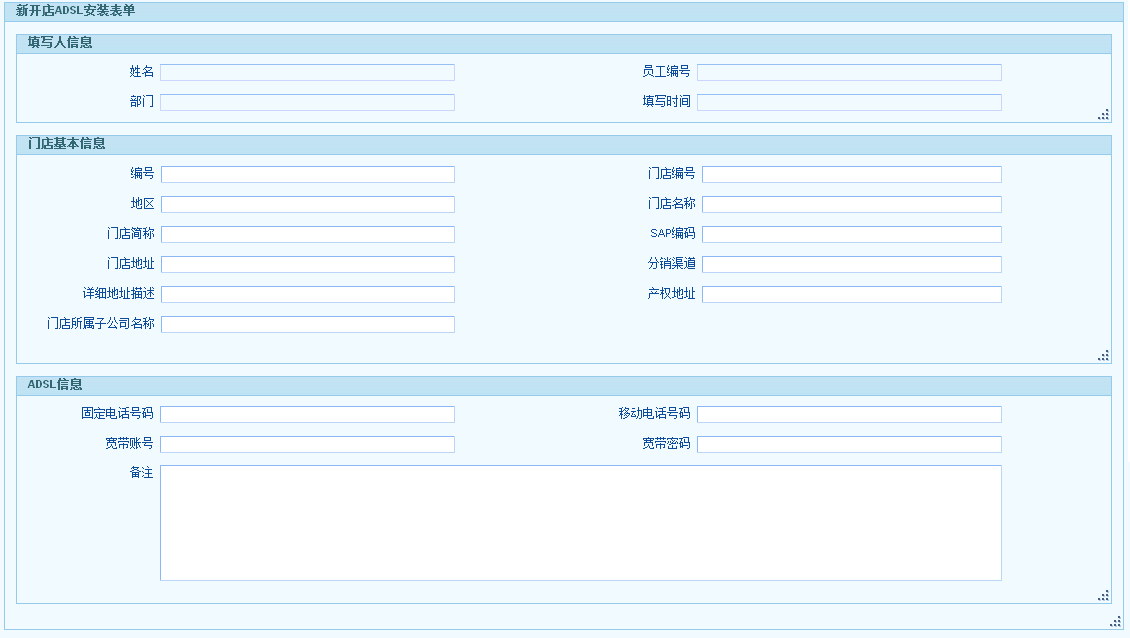 新开店ADSL安装表单
填写人信息
姓名 员工编号
部门 填写时间
门店基本信息
编号 门店编号
地区 门店名称
门店简称 SAP编码
门店地址 分销渠道
详细地址描述 产权地址
门店所属子公司名称
ADSL信息
固定电话号码 移动电话号码
宽带账号 宽带密码
备注